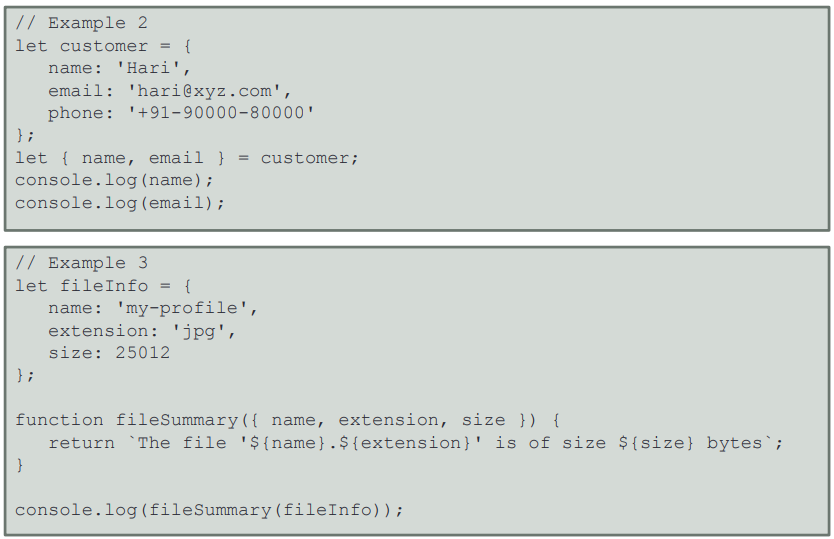 // Example 2
let customer = {
   name: 'Hari',
   email: 'hari@xyz.com',
   phone: '+91-90000-80000'
};
let { name, email } = customer;
console.log(name);
console.log(email);
// Example 3
let fileInfo = {
   name: 'my-profile',
   extension: 'jpg',
   size: 25012
};
function fileSummary({ name, extension, size }) {
   return `The file '${name}.${extension}' is of size ${size} bytes`;
}
console.log(fileSummary(fileInfo));